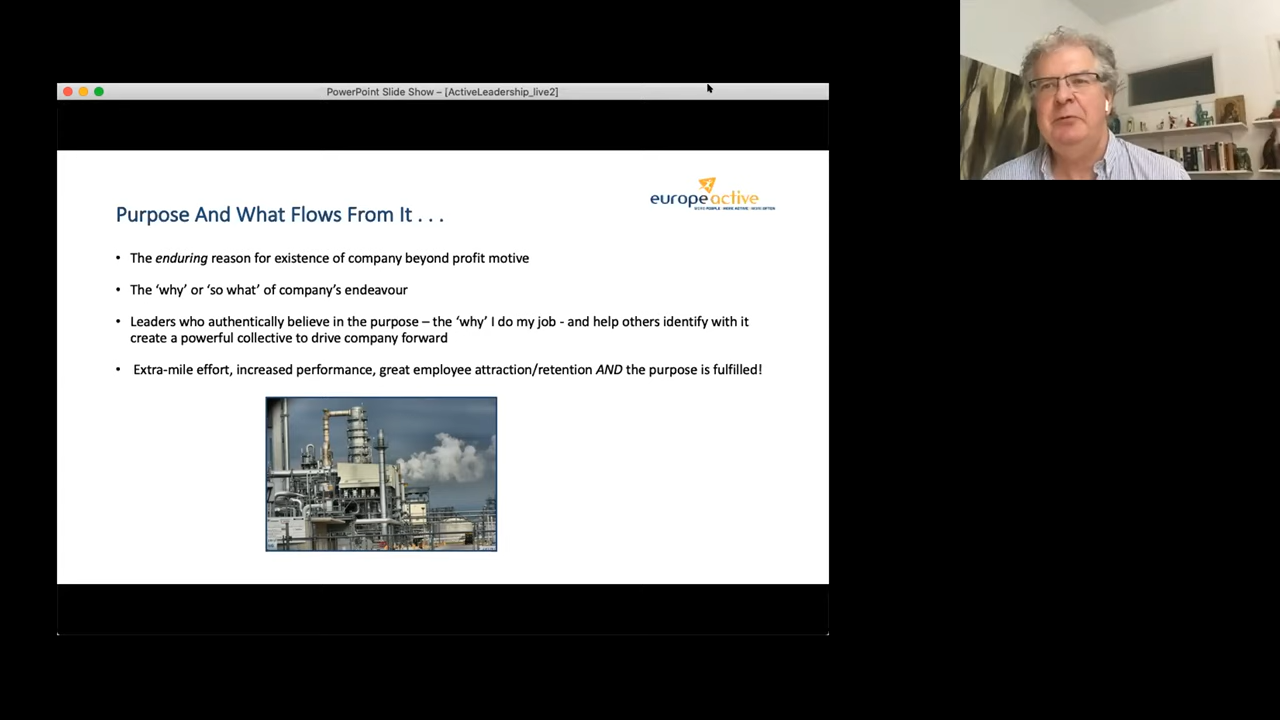 PowerPoint Slide Show – [ActiveLeadership_live2]
europe active
MORE PEOPLE · MORE ACTIVE · MORE OFTEN
Purpose And What Flows From It . . .
• The enduring reason for existence of company beyond profit motive
• The ‘why’ or ‘so what’ of company’s endeavour
• Leaders who authentically believe in the purpose – the ‘why’ I do my job - and help others identify with it
create a powerful collective to drive company forward
• Extra-mile effort, increased performance, great employee attraction/retention AND the purpose is fulfilled!